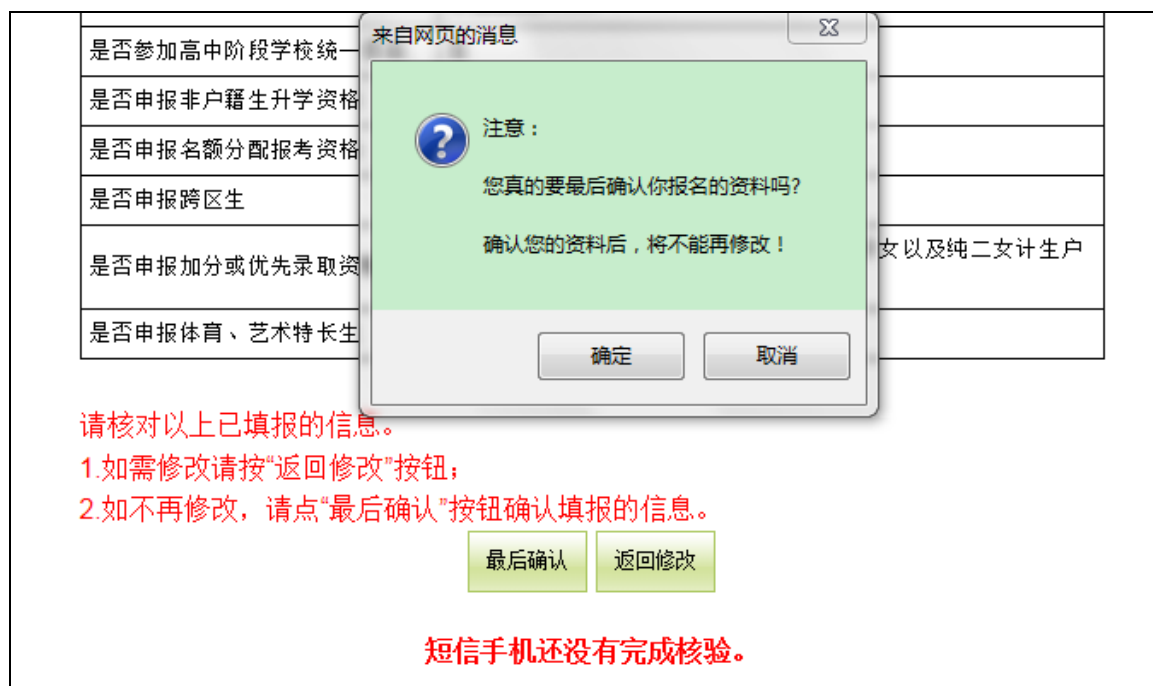 来自网页的消息
是否参加高中阶段学校统一
是否申报非户籍生升学资格
注意：
是否申报名额分配报考资格
您真的要最后确认你报名的资料吗?
是否申报跨区生
确认您的资料后，将不能再修改！
女以及纯二女计生户
是否申报加分或优先录取资
是否申报体育、艺术特长生
确定 取消
请核对以上已填报的信息。
1.如需修改请按“返回修改”按钮；
2.如不再修改，请点“最后确认”按钮确认填报的信息。
最后确认 返回修改
短信手机还没有完成核验。